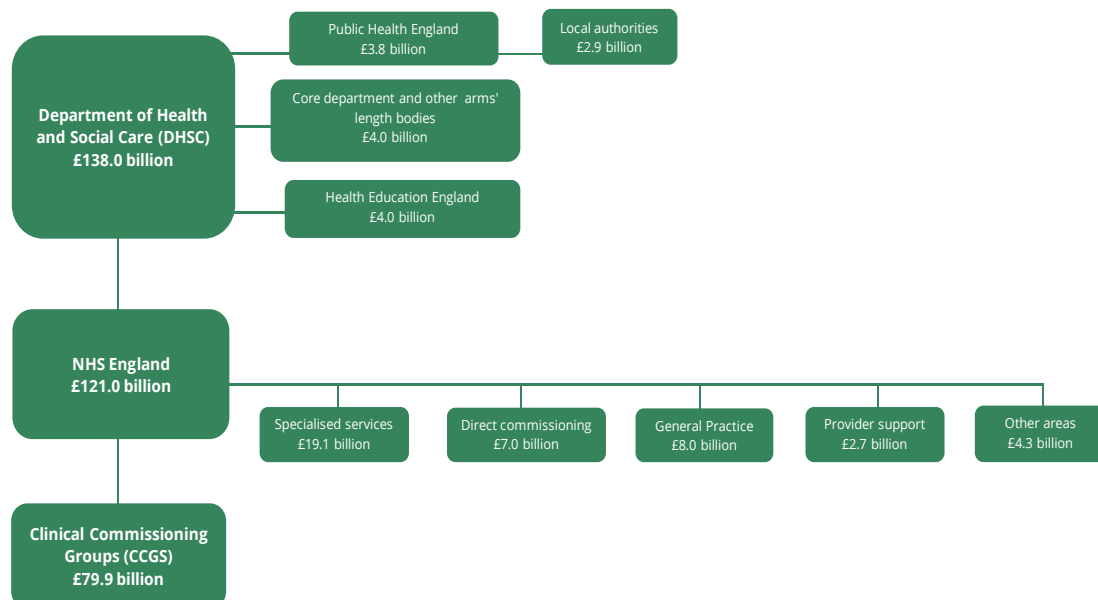 Public Health England
£3.8 billion
Local authorities
£2.9 billion
Department of Health
and Social Care (DHSC)
£138.0 billion
Core department and other  arms'
length bodies
£4.0 billion
Health Education England
£4.0 billion
NHS England
£121.0 billion
Specialised services
£19.1 billion
Direct commissioning
£7.0 billion
General Practice
£8.0 billion
Provider support
£2.7 billion
Other areas
£4.3 billion
Clinical Commissioning
Groups (CCGS)
£79.9 billion